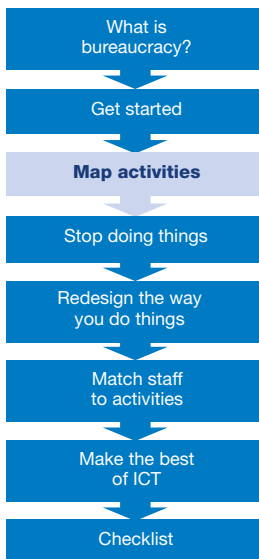 What is
bureaucracy?
Get started
Map activities
Stop doing things
Redesign the way
you do things
Match staff
to activities
Make the best
of ICT
Checklist